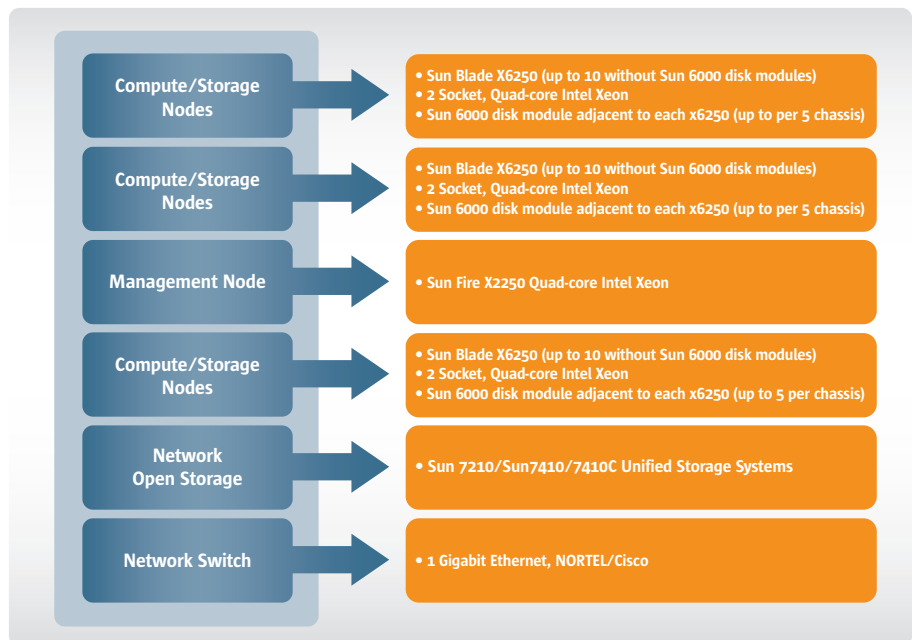 Compute/Storage
Nodes
• Sun Blade X6250 (up to 10 without Sun 6000 disk modules)
• 2 Socket, Quad-core Intel Xeon
• Sun 6000 disk module adjacent to each x6250 (up to per 5 chassis)
Compute/Storage
Nodes
• Sun Blade X6250 (up to 10 without Sun 6000 disk modules)
• 2 Socket, Quad-core Intel Xeon
• Sun 6000 disk module adjacent to each x6250 (up to per 5 chassis)
Management Node
• Sun Fire X2250 Quad-core Intel Xeon
Compute/Storage
Nodes
• Sun Blade X6250 (up to 10 without Sun 6000 disk modules)
• 2 Socket, Quad-core Intel Xeon
• Sun 6000 disk module adjacent to each x6250 (up to 5 per chassis)
Network
Open Storage
• Sun 7210/Sun7410/7410C Unified Storage Systems
Network Switch
• 1 Gigabit Ethernet, NORTEL/Cisco